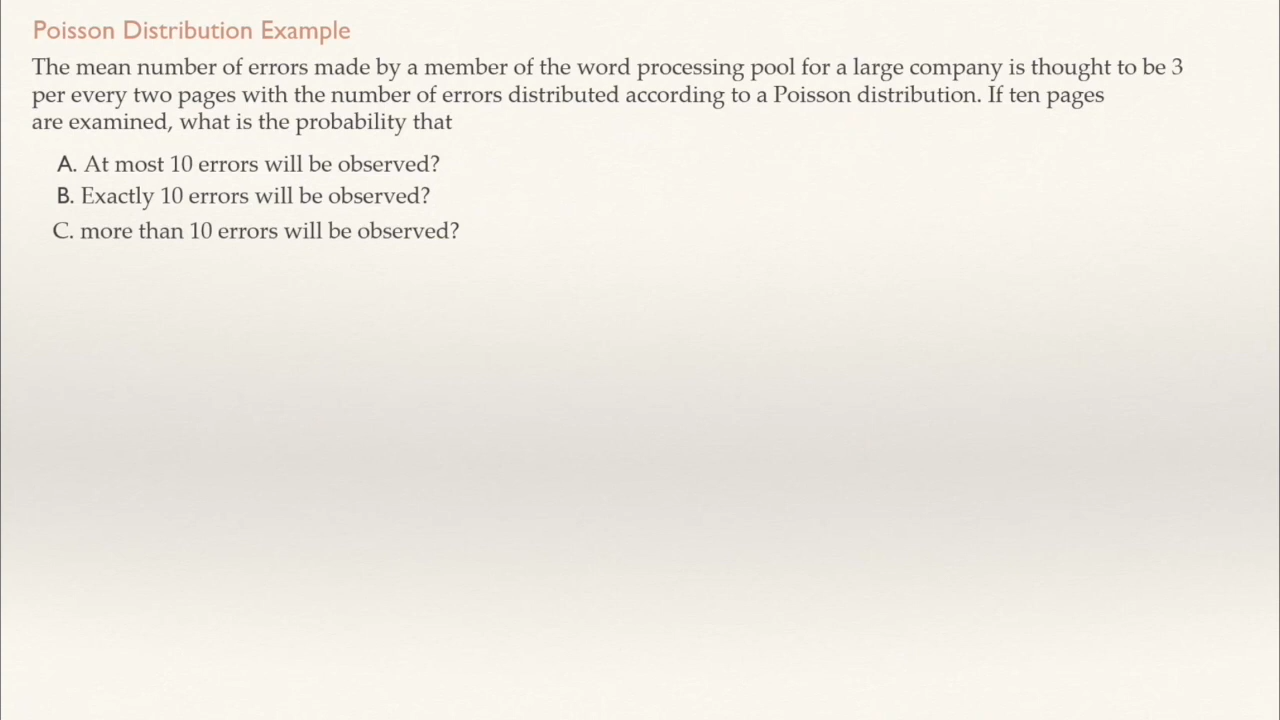 Poisson Distribution Example
The mean number of errors made by a member of the word processing pool for a large company is thought to be 3
per every two pages with the number of errors distributed according to a Poisson distribution. If ten pages
are examined, what is the probability that
A. At most 10 errors will be observed?
B. Exactly 10 errors will be observed?
C. more than 10 errors will be observed?